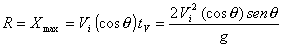 R = X_max = V_i (cos θ) t_V = 2V_i^2 (cos θ) sen θ / g